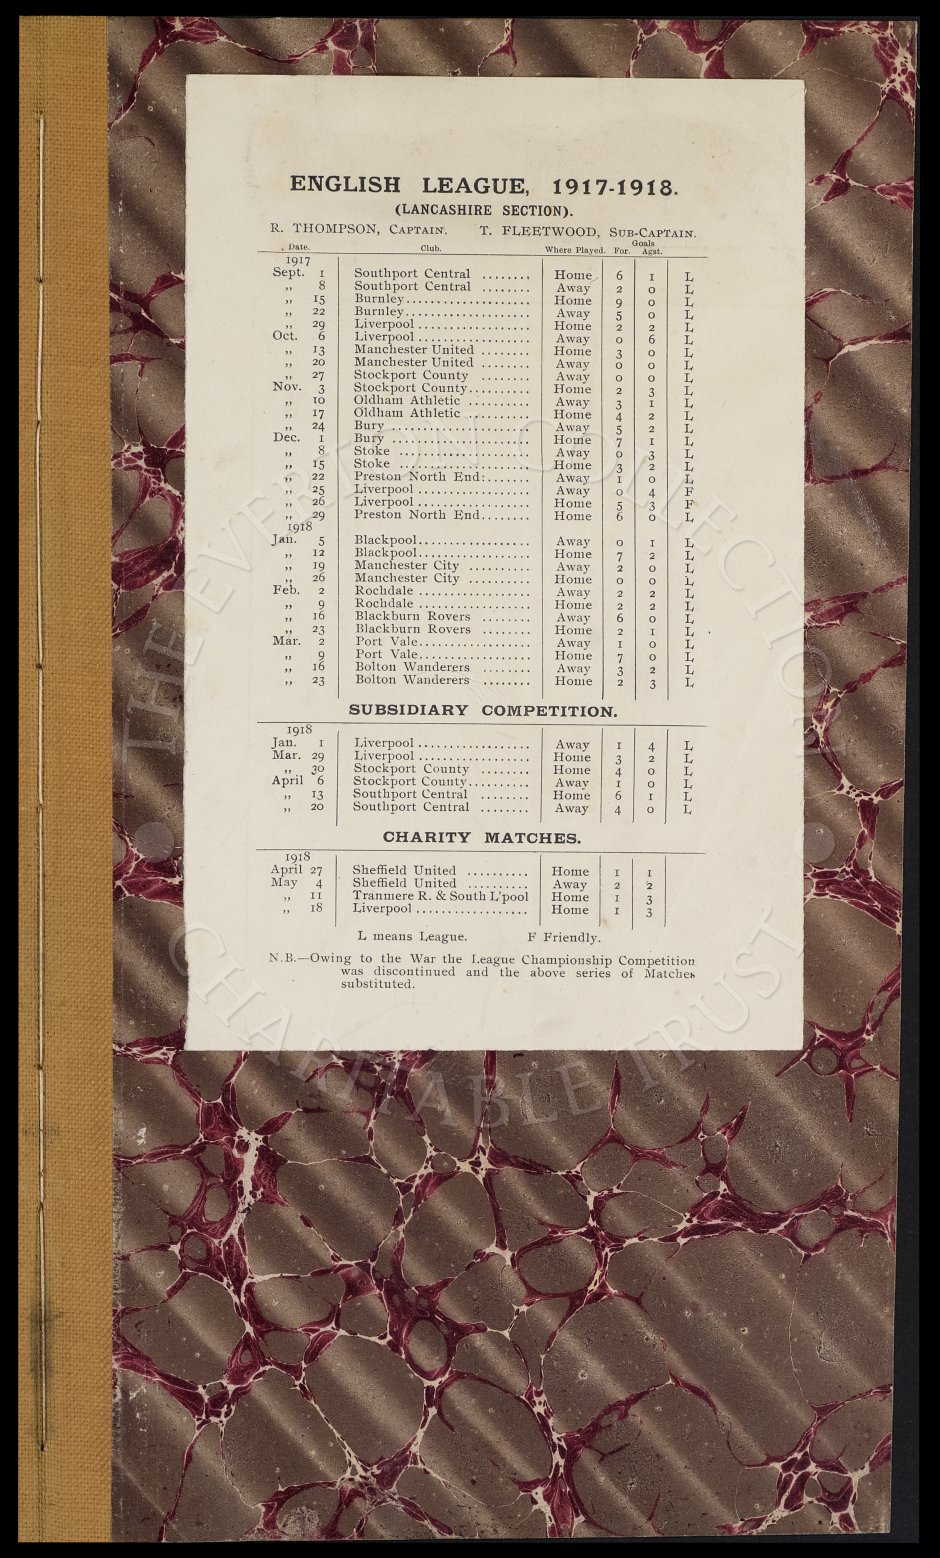 ENGLISH LEAGUE, 1917-1918.
(LANCASHIRE SECTION).
R. THOMPSON, CAPTAIN. T. FLEETWOOD, SUB-CAPTAIN.
Goals
Date. Club. Where Played. For. Agst.
1917
Sept. 1 Southport Central ........ Home 6 1 L
„ 8 Southport Central ........ Away 2 0 L
„ 15 Burnley.................... Home 9 0 L
„ 22 Burnley.................... Away 5 0 L
„ 29 Liverpool .................. Home 2 2 L
Oct. 6 Liverpool .................. Away 0 6 L
„ 13 Manchester United ........ Home 3 0 L
„ 20 Manchester United ........ Away 0 0 L
„ 27 Stockport County ........ Away 0 0 L
Nov. 3 Stockport County.......... Home 2 3 L
„ 10 Oldham Athletic .......... Away 3 1 L
„ 17 Oldham Athletic .......... Home 4 2 L
„ 24 Bury ...................... Away 5 2 L
Dec. 1 Bury ...................... Home 7 1 L
„ 8 Stoke ..................... Away 0 3 L
„ 15 Stoke ..................... Home 3 2 L
„ 22 Preston North End:....... Away 1 0 L
„ 25 Liverpool .................. Away 0 4 F
„ 26 Liverpool .................. Home 5 3 F
„ 29 Preston North End........ Home 6 0 L
1918
Jan. 5 Blackpool.................. Away 0 1 L
„ 12 Blackpool.................. Home 7 2 L
„ 19 Manchester City .......... Away 2 0 L
„ 26 Manchester City .......... Home 0 0 L
Feb. 2 Rochdale .................. Away 2 2 L
„ 9 Rochdale .................. Home 2 2 L
„ 16 Blackburn Rovers ........ Away 6 0 L
„ 23 Blackburn Rovers ........ Home 2 1 L
Mar. 2 Port Vale.................. Away 1 0 L
„ 9 Port Vale.................. Home 7 0 L
„ 16 Bolton Wanderers ........ Away 3 2 L
„ 23 Bolton Wanderers ........ Home 2 3 L
SUBSIDIARY COMPETITION.
1918
Jan. 1 Liverpool .................. Away 1 4 L
Mar. 29 Liverpool .................. Home 3 2 L
„ 30 Stockport County ........ Home 4 0 L
April 6 Stockport County.......... Away 1 0 L
„ 13 Southport Central ........ Home 6 1 L
„ 20 Southport Central ........ Away 4 0 L
CHARITY MATCHES.
1918
April 27 Sheffield United .......... Home 1 1
May 4 Sheffield United .......... Away 2 2
„ 11 Tranmere R. & South L'pool Home 1 3
„ 18 Liverpool .................. Home 1 3
L means League. F Friendly.
N.B.—Owing to the War the League Championship Competition
was discontinued and the above series of Matches
substituted.
THE EVERTON COLLECTION
CHARITABLE TRUST